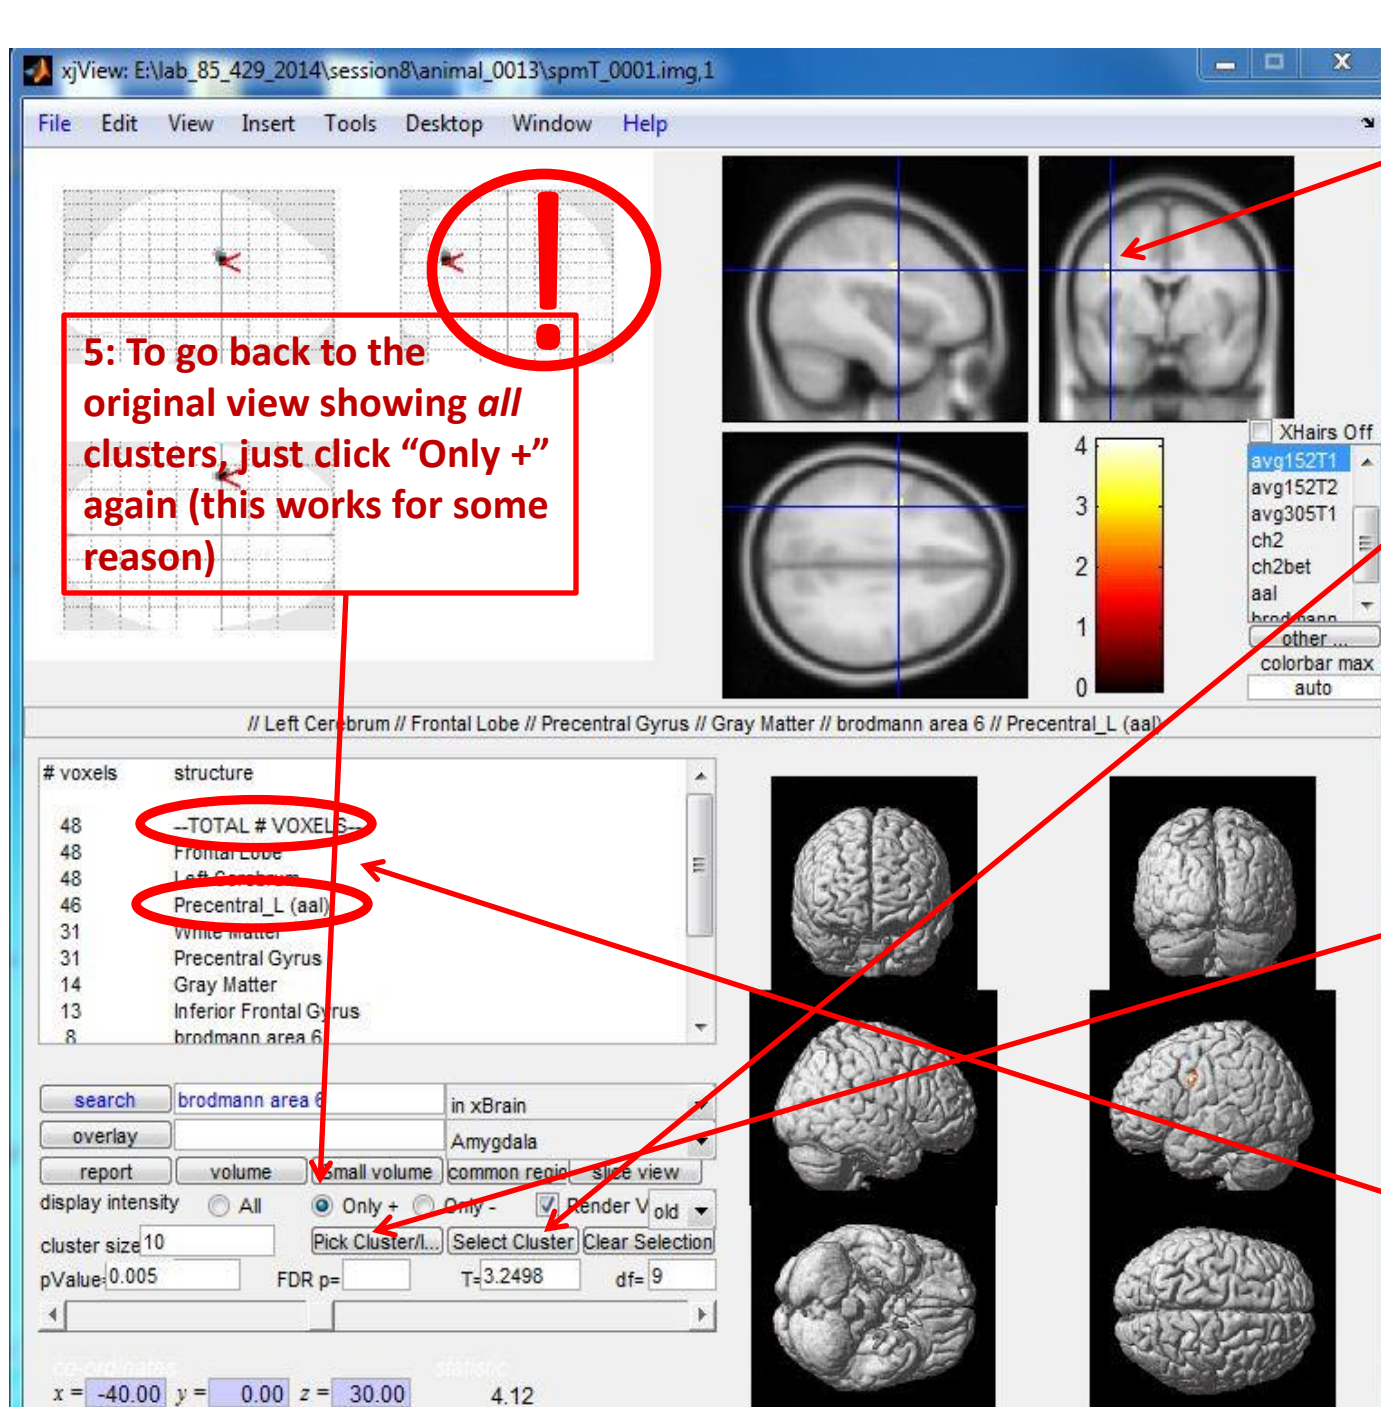 xjView: E:\lab_85_429_2014\session8\animal_0013\spmT_0001.img,1
File Edit View Insert Tools Desktop Window Help
!
5: To go back to the
original view showing all
clusters, just click “Only +”
again (this works for some
reason)
4
3
2
1
0
XHairs Off
avg152T1
avg152T2
avg305T1
ch2
ch2bet
aal
brodmann
other ...
colorbar max
auto
// Left Cerebrum // Frontal Lobe // Precentral Gyrus // Gray Matter // brodmann area 6 // Precentral_L (aal)
# voxels structure
48 --TOTAL # VOXELS--
48 Frontal Lobe
48 Left Cerebrum
46 Precentral_L (aal)
31 White Matter
31 Precentral Gyrus
14 Gray Matter
13 Inferior Frontal Gyrus
8 brodmann area 6
search brodmann area 6 in xBrain
overlay Amygdala
report volume Small volume common regio slice view
display intensity All Only + Only - Render V old
cluster size 10 Pick Cluster/I... Select Cluster Clear Selection
pValue= 0.005 FDR p= T= 3.2498 df= 9
co-ordinates statistic
x = -40.00 y = 0.00 z = 30.00 4.12